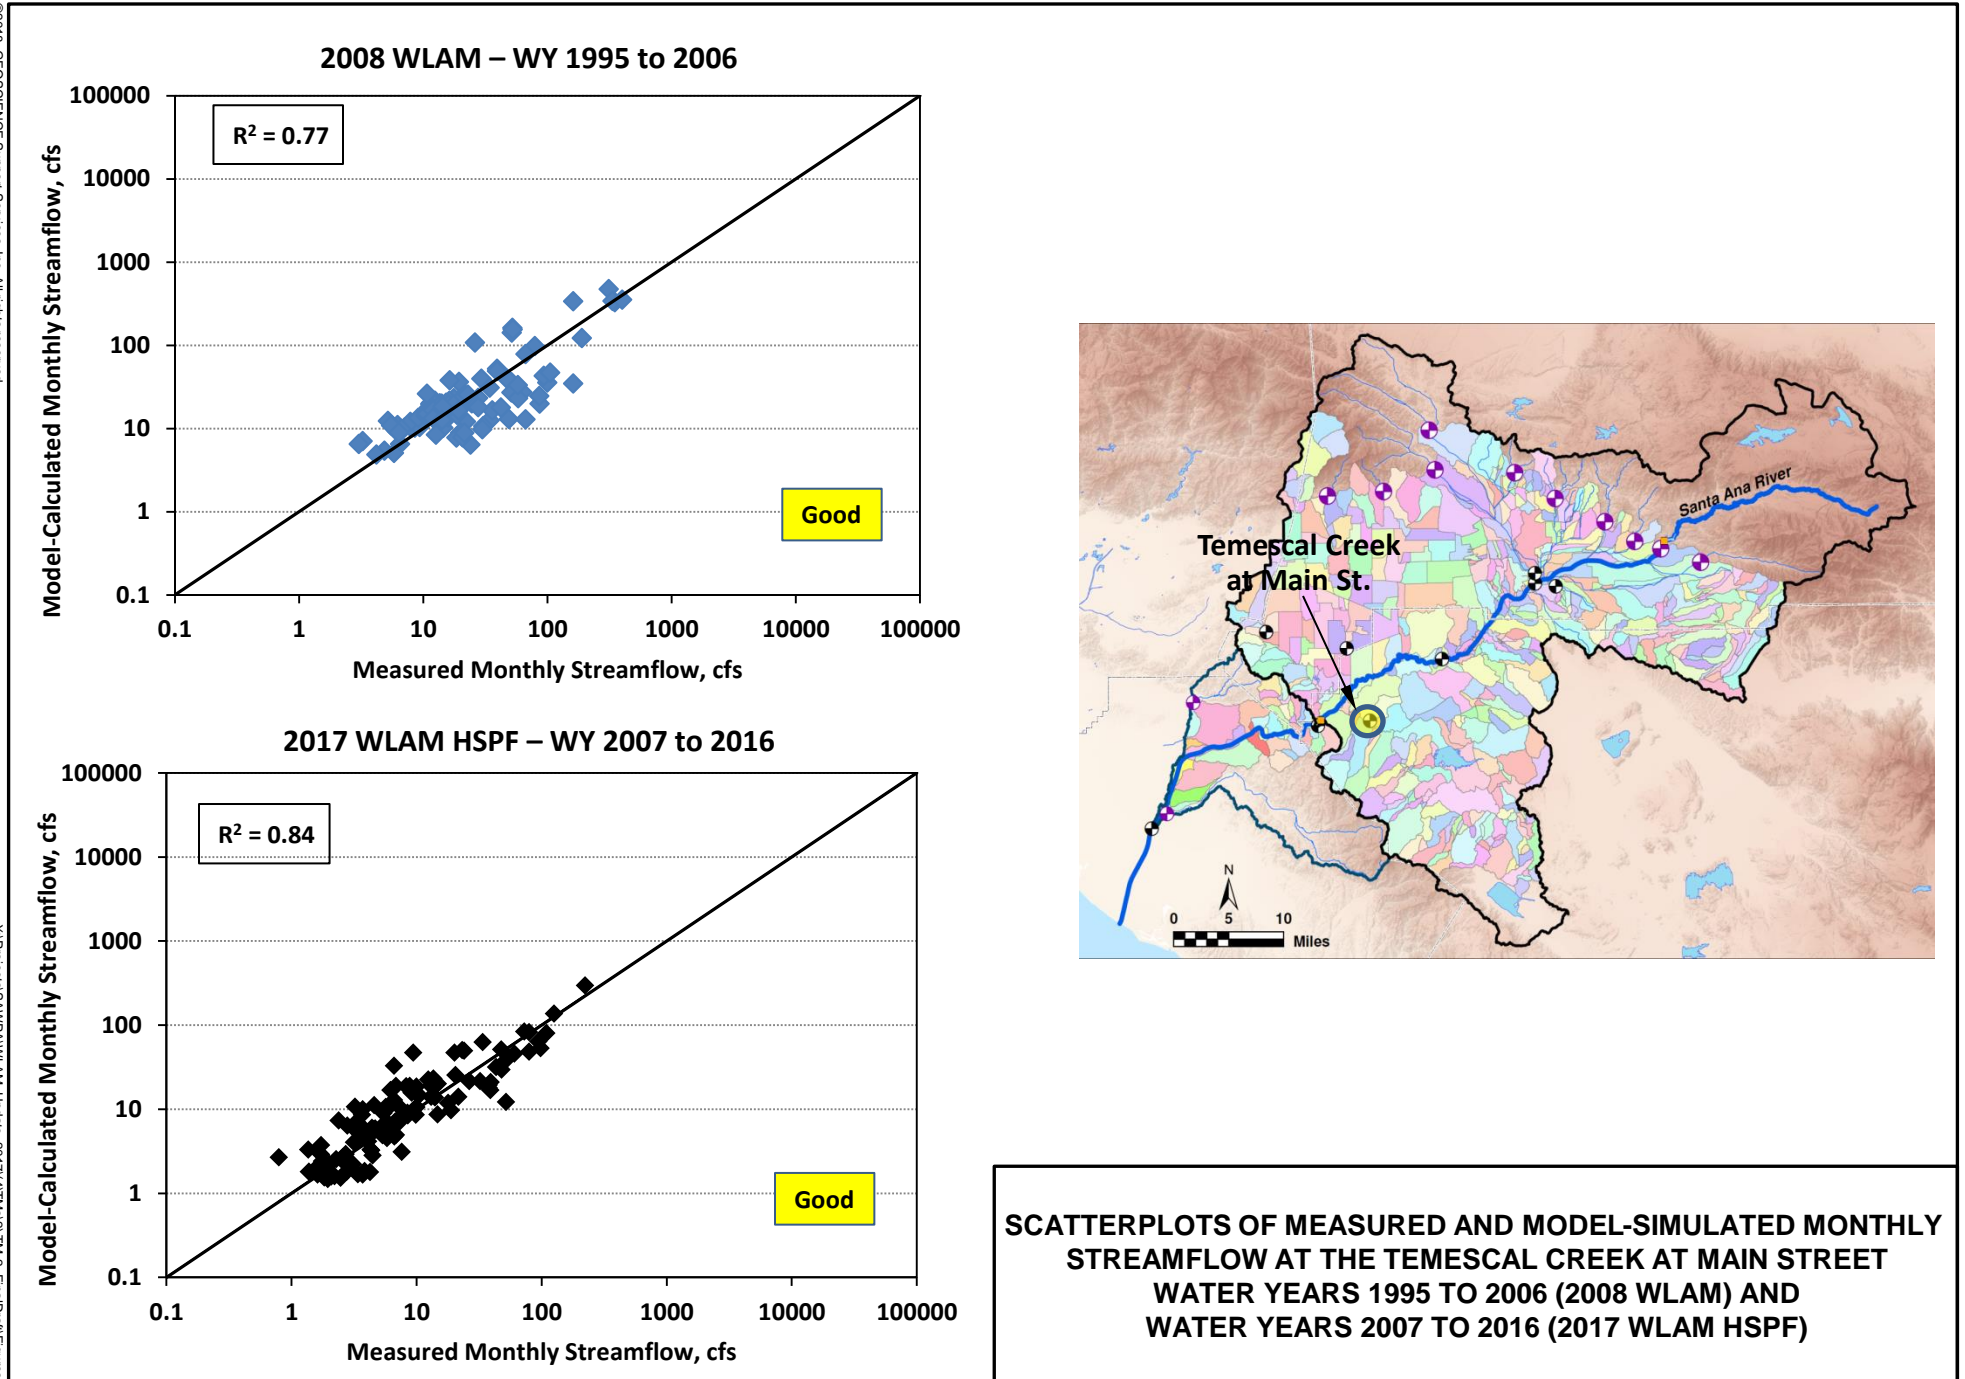 2008 WLAM – WY 1995 to 2006
R² = 0.77
Good
Model-Calculated Monthly Streamflow, cfs
100000
10000
1000
100
10
1
0.1
0.1 1 10 100 1000 10000 100000
Measured Monthly Streamflow, cfs
2017 WLAM HSPF – WY 2007 to 2016
R² = 0.84
Good
Model-Calculated Monthly Streamflow, cfs
100000
10000
1000
100
10
1
0.1
0.1 1 10 100 1000 10000 100000
Measured Monthly Streamflow, cfs
Santa Ana River
Temescal Creek
at Main St.
N
0 5 10
Miles
SCATTERPLOTS OF MEASURED AND MODEL-SIMULATED MONTHLY
STREAMFLOW AT THE TEMESCAL CREEK AT MAIN STREET
WATER YEARS 1995 TO 2006 (2008 WLAM) AND
WATER YEARS 2007 TO 2016 (2017 WLAM HSPF)